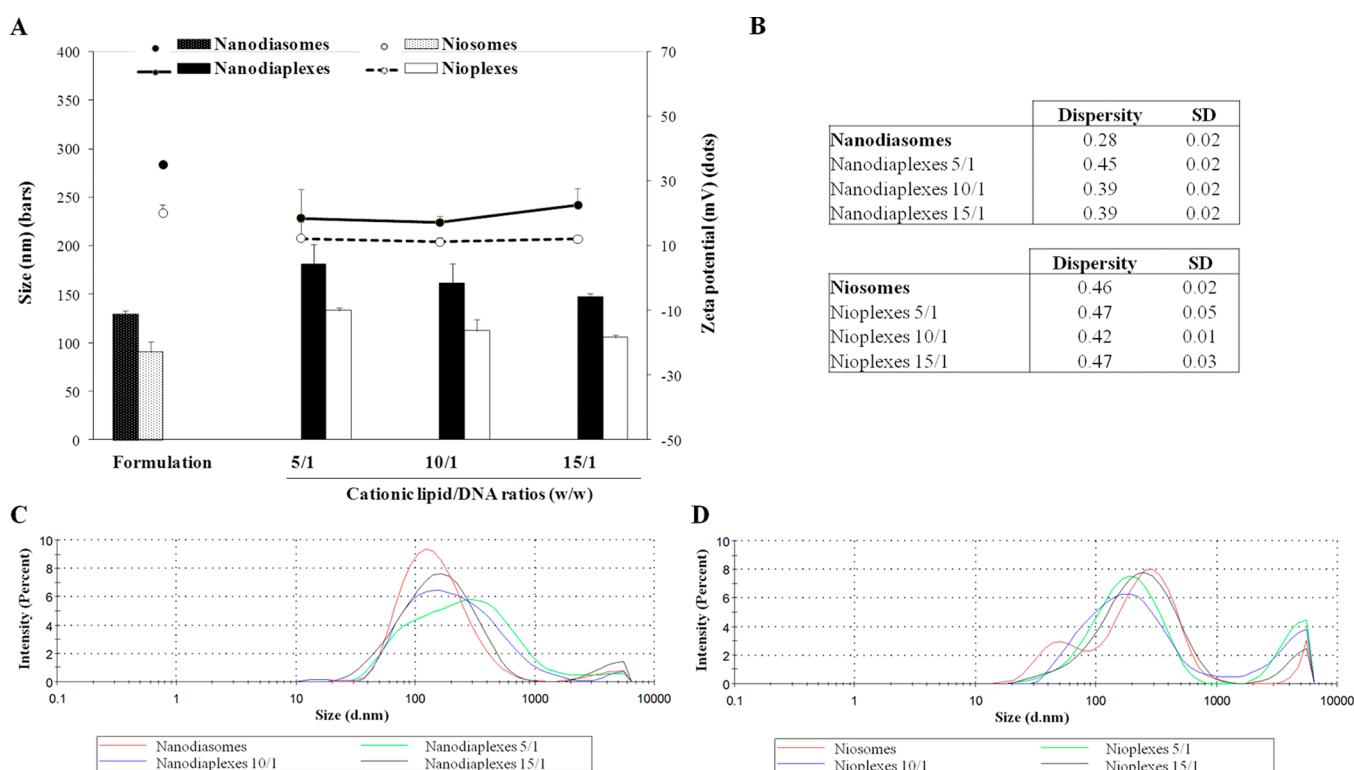 A
400
350
300
250
200
150
100
50
0
Size (nm) (bars)
Nanodiasomes
Niosomes
Nanodiaplexes
Nioplexes
70
50
30
10
-10
-30
-50
Zeta potential (mV) (dots)
Formulation
5/1
10/1
15/1
Cationic lipid/DNA ratios (w/w)
B
Dispersity SD
Nanodiasomes 0.28 0.02
Nanodiaplexes 5/1 0.45 0.02
Nanodiaplexes 10/1 0.39 0.02
Nanodiaplexes 15/1 0.39 0.02
Dispersity SD
Niosomes 0.46 0.02
Nioplexes 5/1 0.47 0.05
Nioplexes 10/1 0.42 0.01
Nioplexes 15/1 0.47 0.03
C
Intensity (Percent)
10
8
6
4
2
0
0.1 1 10 100 1000 10000
Size (d.nm)
Nanodiasomes Nanodiaplexes 5/1
Nanodiaplexes 10/1 Nanodiaplexes 15/1
D
Intensity (Percent)
10
8
6
4
2
0
0.1 1 10 100 1000 10000
Size (d.nm)
Niosomes Nioplexes 5/1
Nioplexes 10/1 Nioplexes 15/1